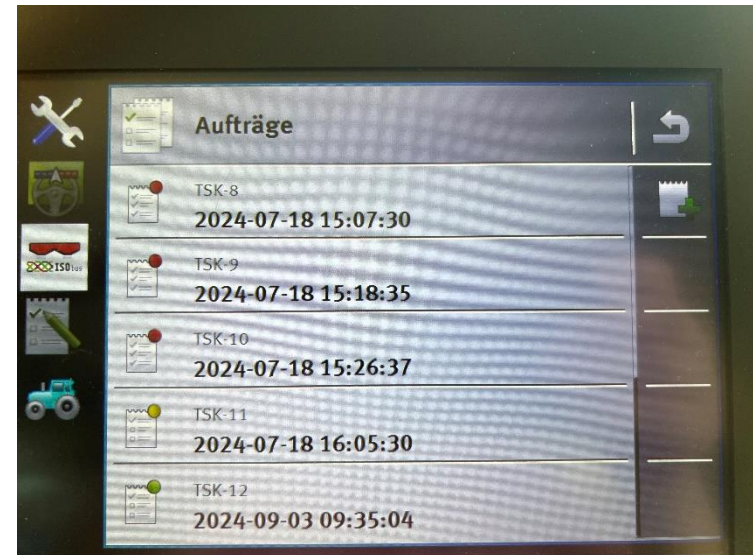 Aufträge
TSK-8
2024-07-18 15:07:30
ISObus
TSK-9
2024-07-18 15:18:35
TSK-10
2024-07-18 15:26:37
TSK-11
2024-07-18 16:05:30
TSK-12
2024-09-03 09:35:04